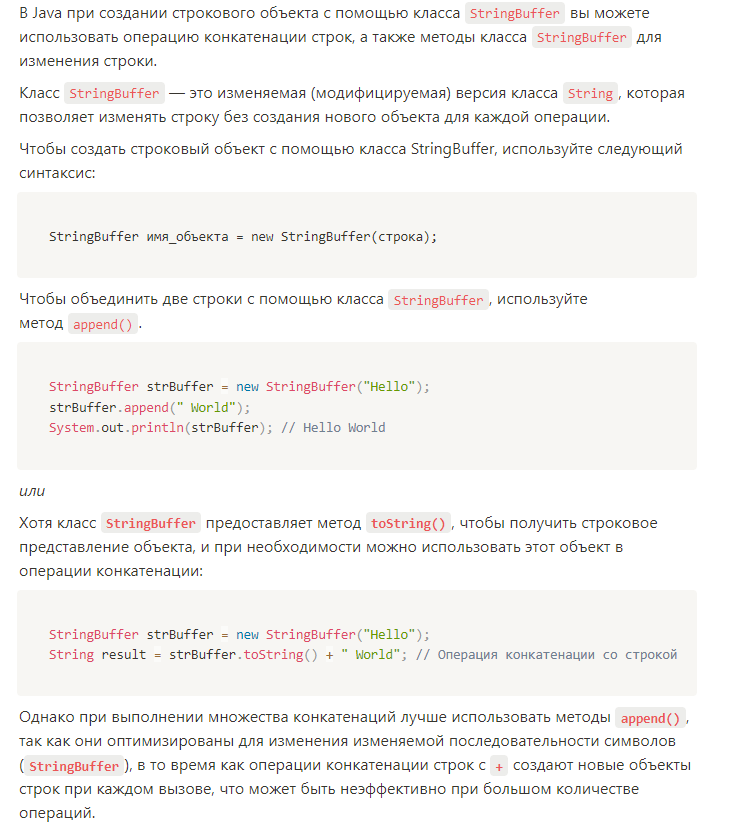 В Java при создании строкового объекта с помощью класса StringBuffer вы можете
использовать операцию конкатенации строк, а также методы класса StringBuffer для
изменения строки.
Класс StringBuffer — это изменяемая (модифицируемая) версия класса String, которая
позволяет изменять строку без создания нового объекта для каждой операции.
Чтобы создать строковый объект с помощью класса StringBuffer, используйте следующий
синтаксис:
StringBuffer имя_объекта = new StringBuffer(строка);
Чтобы объединить две строки с помощью класса StringBuffer, используйте
метод append().
StringBuffer strBuffer = new StringBuffer("Hello");
strBuffer.append(" World");
System.out.println(strBuffer); // Hello World
или
Хотя класс StringBuffer предоставляет метод toString(), чтобы получить строковое
представление объекта, и при необходимости можно использовать этот объект в
операции конкатенации:
StringBuffer strBuffer = new StringBuffer("Hello");
String result = strBuffer.toString() + " World"; // Операция конкатенации со строкой
Однако при выполнении множества конкатенаций лучше использовать методы append(),
так как они оптимизированы для изменения изменяемой последовательности символов
(StringBuffer), в то время как операции конкатенации строк с + создают новые объекты
строк при каждом вызове, что может быть неэффективно при большом количестве
операций.